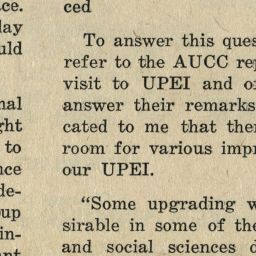 ce.
lay
uld
nal
ght
to
nce
de-
up
in-
ced
To answer this ques
refer to the AUCC rep
visit to UPEI and o
answer their remarks
cated to me that ther
room for various impr
our UPEI.
"Some upgrading w
sirable in some of the
and social sciences d